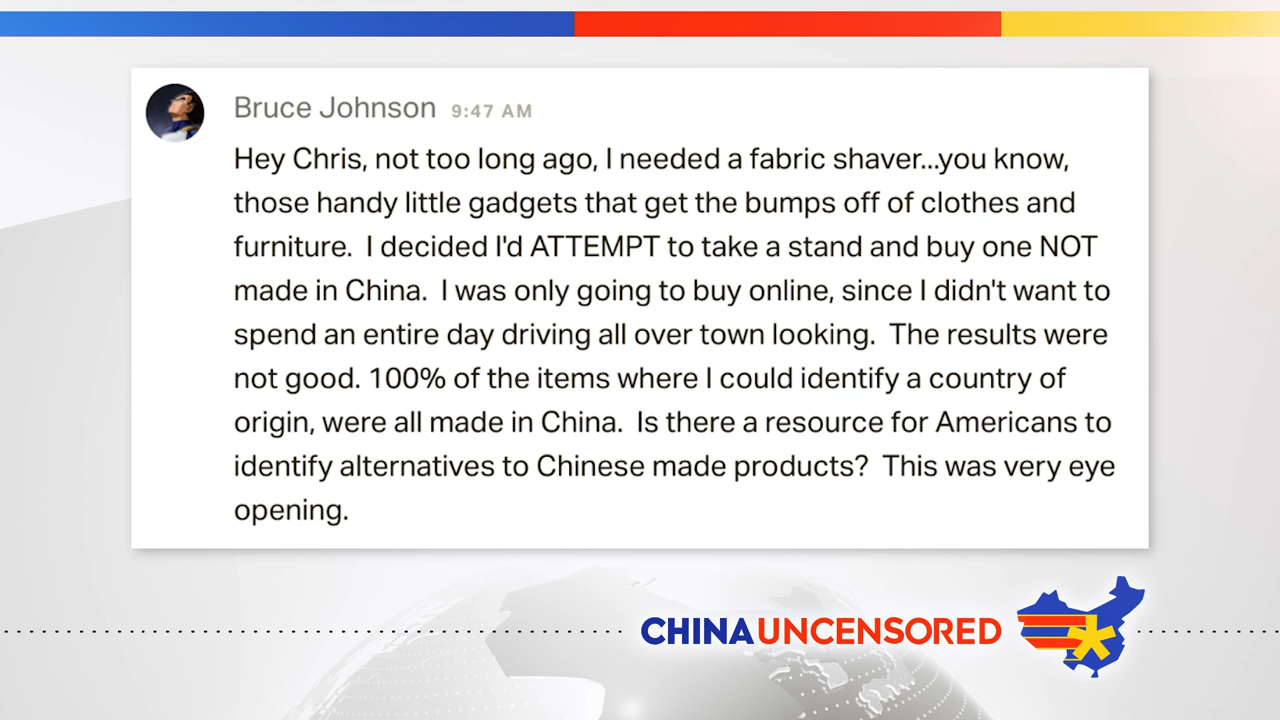 Bruce Johnson 9:47 AM
Hey Chris, not too long ago, I needed a fabric shaver...you know,
those handy little gadgets that get the bumps off of clothes and
furniture.  I decided I'd ATTEMPT to take a stand and buy one NOT
made in China.  I was only going to buy online, since I didn't want to
spend an entire day driving all over town looking.  The results were
not good. 100% of the items where I could identify a country of
origin, were all made in China.  Is there a resource for Americans to
identify alternatives to Chinese made products?  This was very eye
opening.
CHINA UNCENSORED